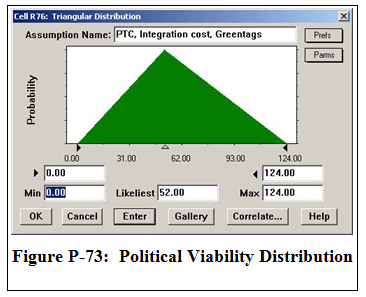 Cell R76: Triangular Distribution
Assumption Name: PTC, Integration cost, Greentags
Prefs
Parms
Probability
0.00 31.00 62.00 93.00 124.00
0.00 124.00
Min 0.00 Likeliest 52.00 Max 124.00
OK Cancel Enter Gallery Correlate... Help
Figure P-73: Political Viability Distribution